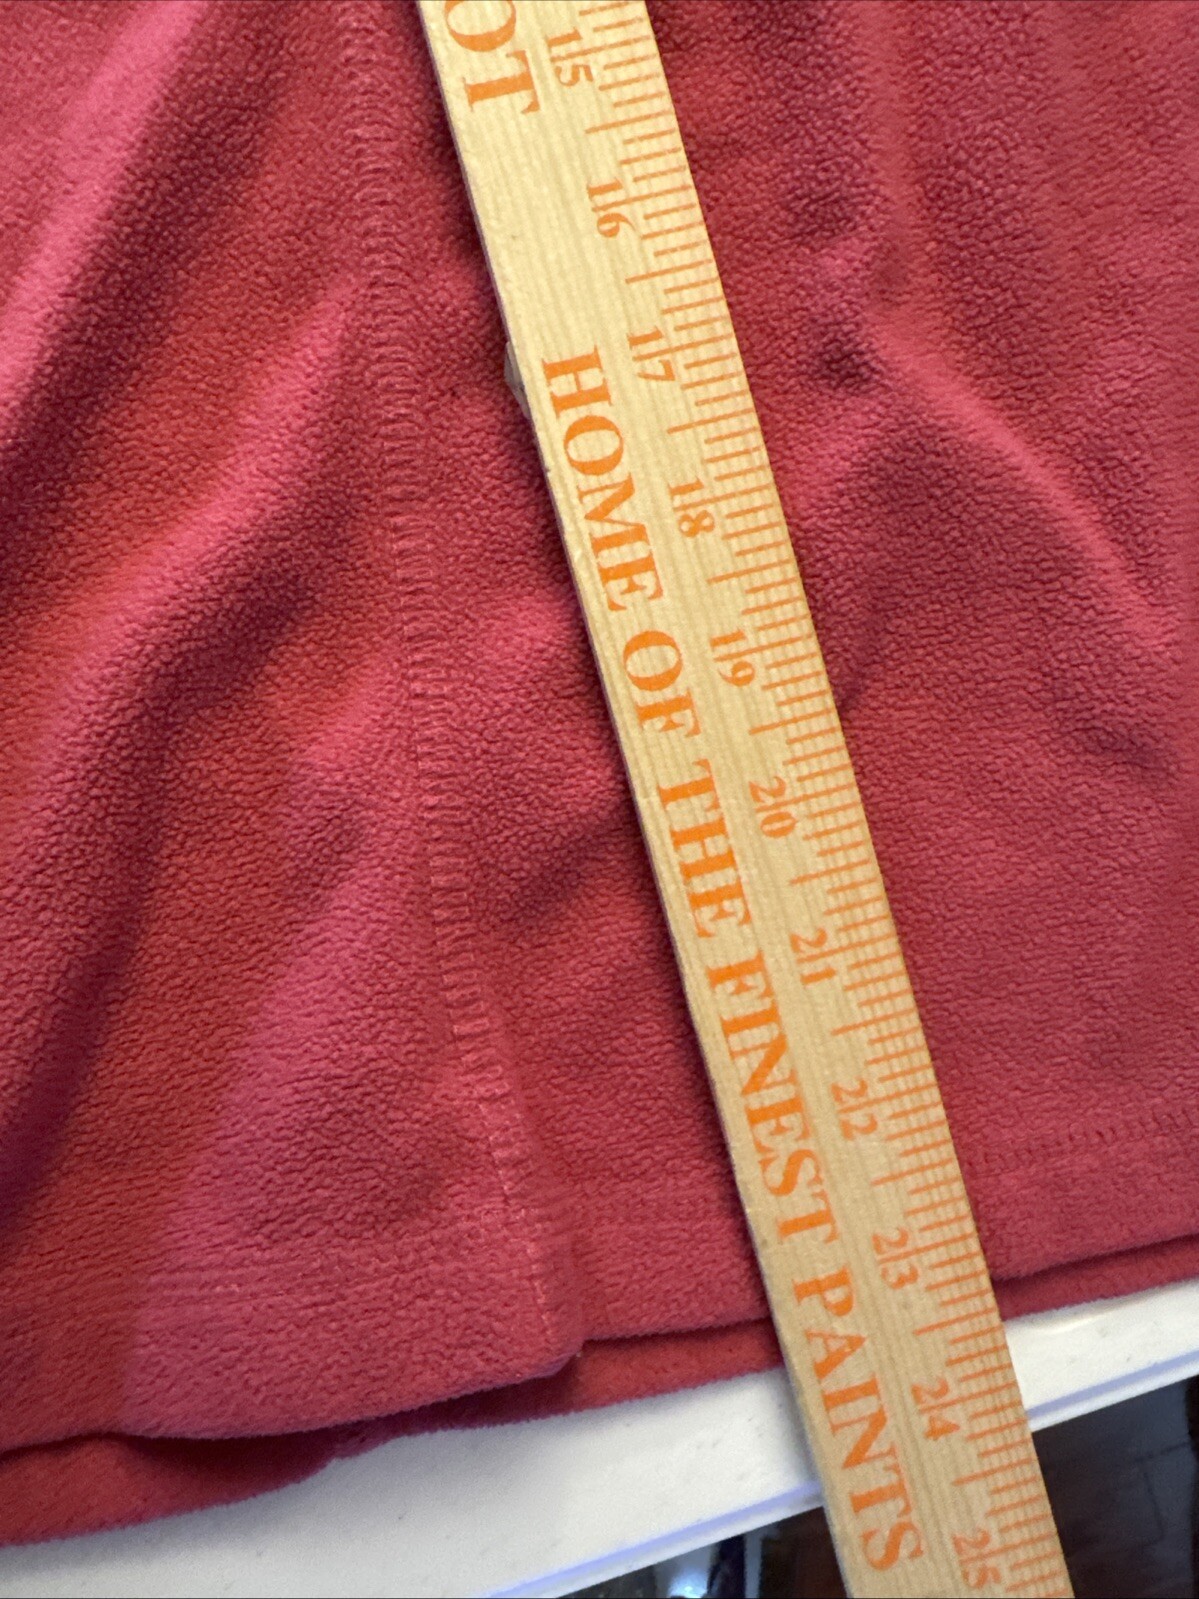 OT
HOME OF THE FINEST PAINTS
15 16 17 18 19 20 21 22 23 24 25